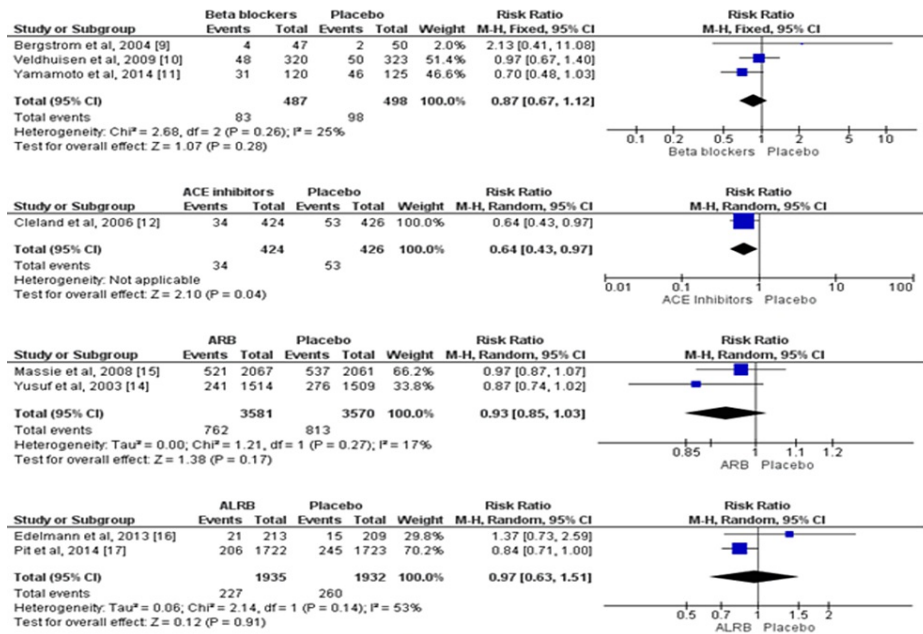 Beta blockers Placebo Risk Ratio Risk Ratio
Study or Subgroup Events Total Events Total Weight M-H, Fixed, 95% CI M-H, Fixed, 95% CI
Bergstrom et al, 2004 [9] 4 47 2 50 2.0% 2.13 [0.41, 11.08]
Veldhuisen et al, 2009 [10] 48 320 50 323 51.4% 0.97 [0.67, 1.40]
Yamamoto et al, 2014 [11] 31 120 46 125 46.6% 0.70 [0.48, 1.03]
Total (95% CI) 487 498 100.0% 0.87 [0.67, 1.12]
Total events 83 98
Heterogeneity: Chi² = 2.68, df = 2 (P = 0.26); I² = 25%
Test for overall effect: Z = 1.07 (P = 0.28)
0.1 0.2 0.5 1 2 5 10
Beta blockers Placebo
ACE inhibitors Placebo Risk Ratio Risk Ratio
Study or Subgroup Events Total Events Total Weight M-H, Random, 95% CI M-H, Random, 95% CI
Cleland et al, 2006 [12] 34 424 53 426 100.0% 0.64 [0.43, 0.97]
Total (95% CI) 424 426 100.0% 0.64 [0.43, 0.97]
Total events 34 53
Heterogeneity: Not applicable
Test for overall effect: Z = 2.10 (P = 0.04)
0.01 0.1 1 10 100
ACE Inhibitors Placebo
ARB Placebo Risk Ratio Risk Ratio
Study or Subgroup Events Total Events Total Weight M-H, Random, 95% CI M-H, Random, 95% CI
Massie et al, 2008 [15] 521 2067 537 2061 66.2% 0.97 [0.87, 1.07]
Yusuf et al, 2003 [14] 241 1514 276 1509 33.8% 0.87 [0.74, 1.02]
Total (95% CI) 3581 3570 100.0% 0.93 [0.85, 1.03]
Total events 762 813
Heterogeneity: Tau² = 0.00; Chi² = 1.21, df = 1 (P = 0.27); I² = 17%
Test for overall effect: Z = 1.38 (P = 0.17)
0.85 1 1.1 1.2
ARB Placebo
ALRB Placebo Risk Ratio Risk Ratio
Study or Subgroup Events Total Events Total Weight M-H, Random, 95% CI M-H, Random, 95% CI
Edelmann et al, 2013 [16] 21 213 15 209 29.8% 1.37 [0.73, 2.59]
Pit et al, 2014 [17] 206 1722 245 1723 70.2% 0.84 [0.71, 1.00]
Total (95% CI) 1935 1932 100.0% 0.97 [0.63, 1.51]
Total events 227 260
Heterogeneity: Tau² = 0.06; Chi² = 2.14, df = 1 (P = 0.14); I² = 53%
Test for overall effect: Z = 0.12 (P = 0.91)
0.5 0.7 1 1.5 2
ALRB Placebo